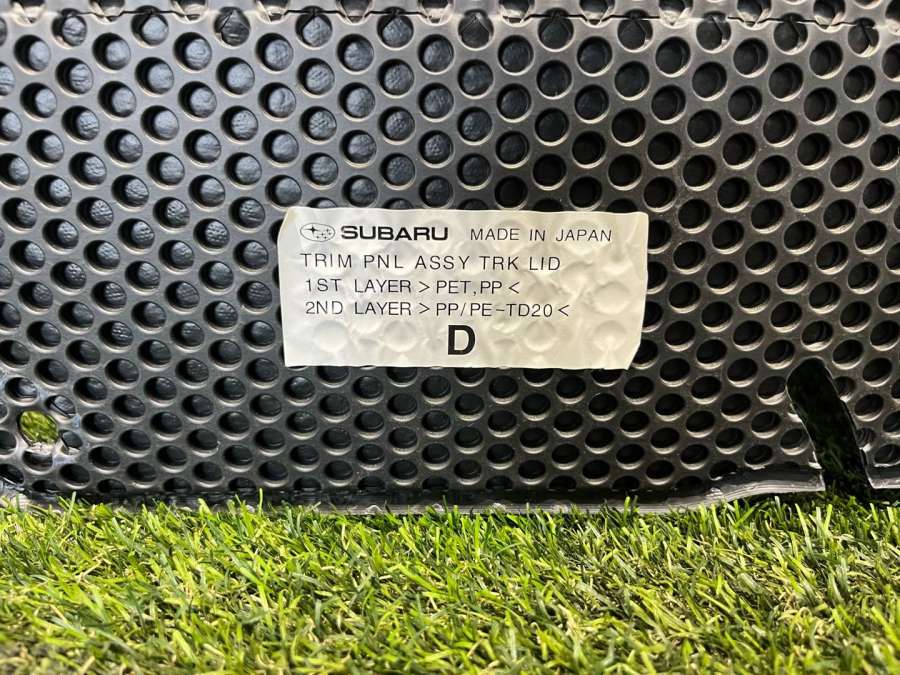 SUBARU MADE IN JAPAN
TRIM PNL ASSY TRK LID
1ST LAYER >PET,PP<
2ND LAYER >PP/PE-TD20<
D